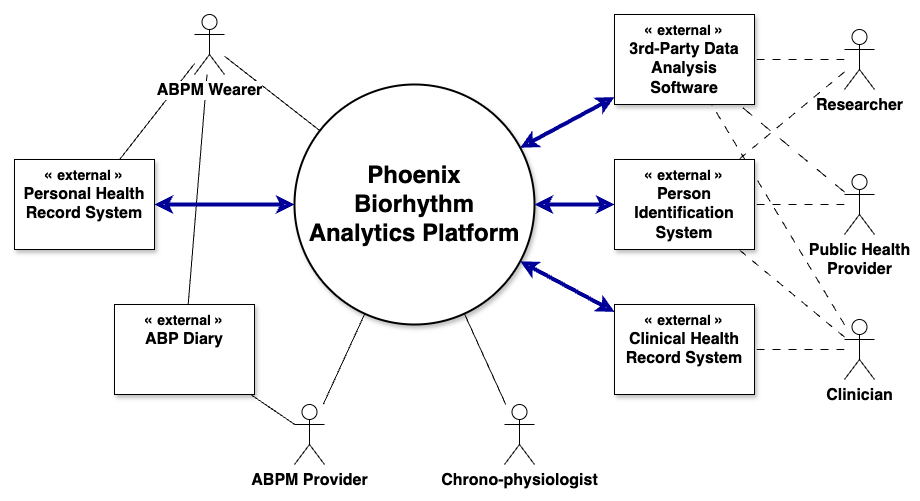 ABPM Wearer
« external »
Personal Health
Record System
« external »
ABP Diary
Phoenix
Biorhythm
Analytics Platform
ABPM Provider
Chrono-physiologist
« external »
3rd-Party Data
Analysis
Software
« external »
Person
Identification
System
« external »
Clinical Health
Record System
Researcher
Public Health
Provider
Clinician